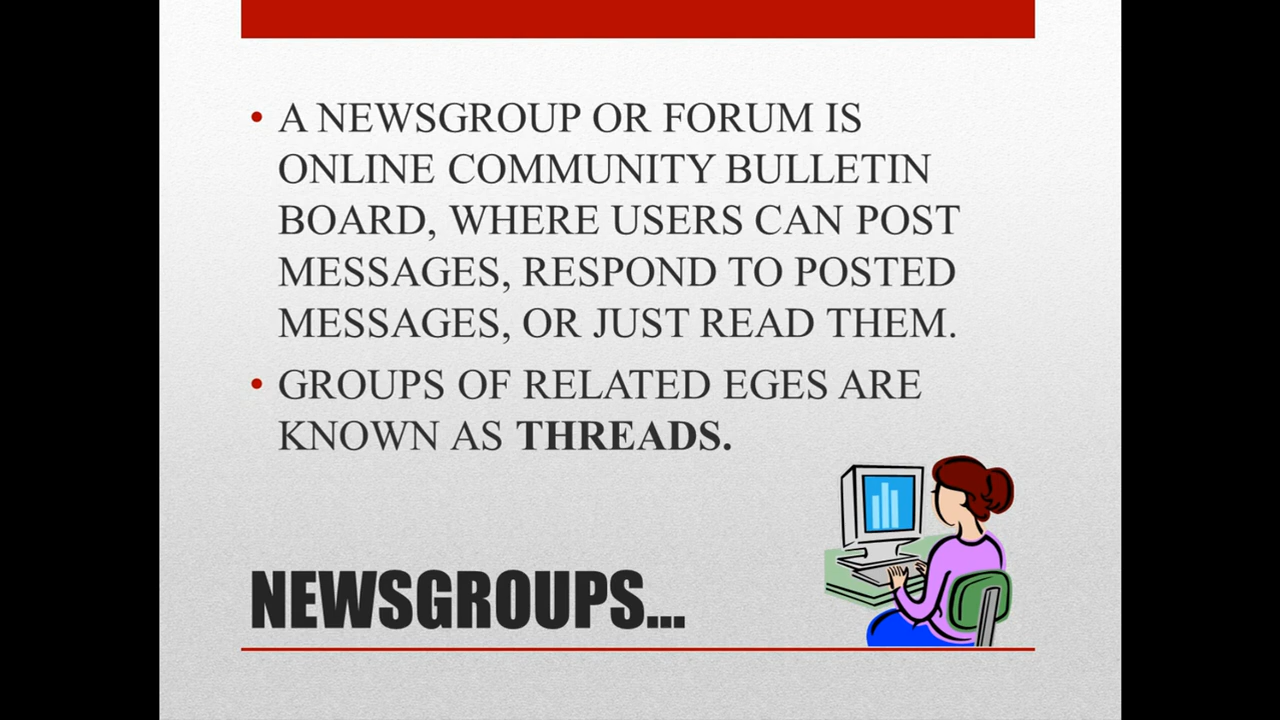 • A NEWSGROUP OR FORUM IS
ONLINE COMMUNITY BULLETIN
BOARD, WHERE USERS CAN POST
MESSAGES, RESPOND TO POSTED
MESSAGES, OR JUST READ THEM.
• GROUPS OF RELATED EGES ARE
KNOWN AS THREADS.
NEWSGROUPS...